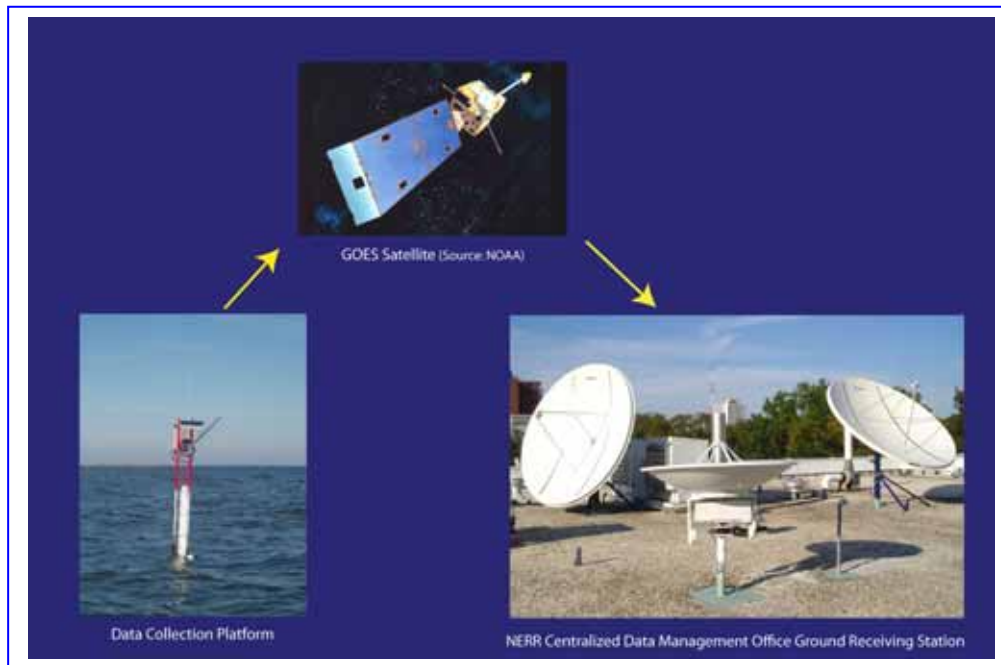 GOES Satellite (Source: NOAA)
Data Collection Platform
NERR Centralized Data Management Office Ground Receiving Station